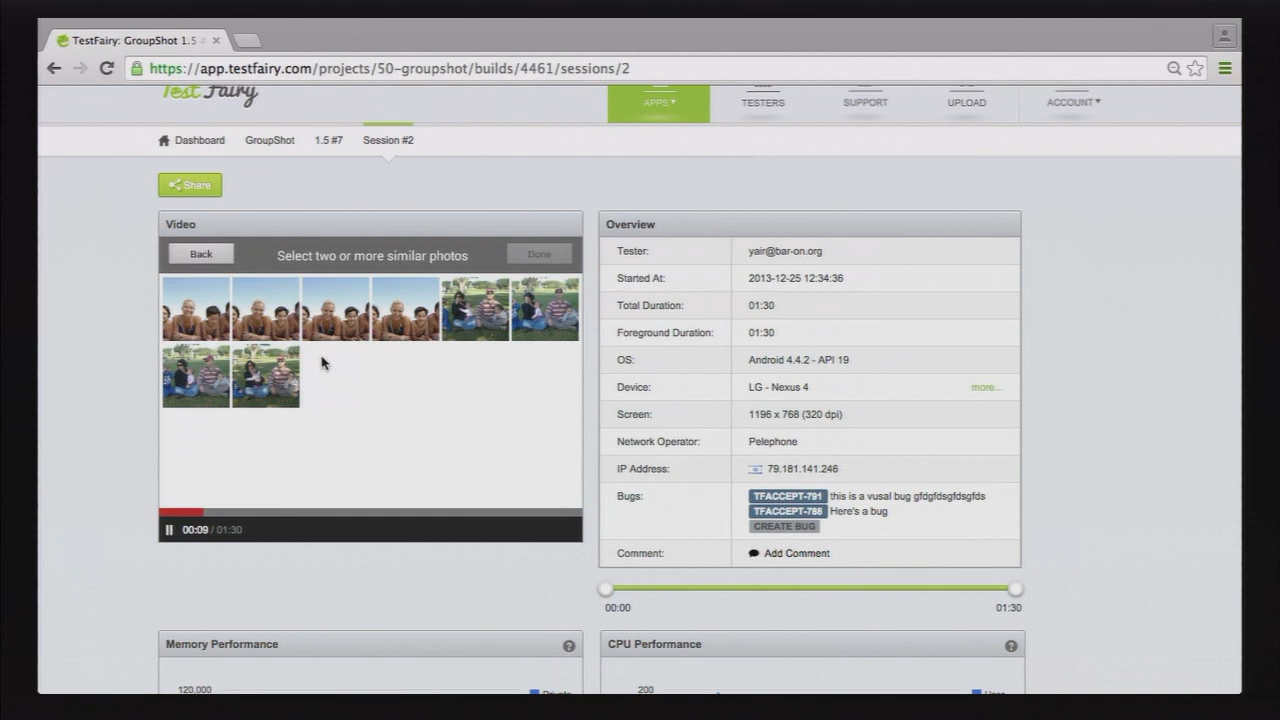 TestFairy: GroupShot 1.5
https://app.testfairy.com/projects/50-groupshot/builds/4461/sessions/2
Test Fairy
APPS TESTERS SUPPORT UPLOAD ACCOUNT
Dashboard GroupShot 1.5 #7 Session #2
Share
Video
Back Select two or more similar photos Done
00:09 / 01:30
Overview
Tester: yair@bar-on.org
Started At: 2013-12-25 12:34:36
Total Duration: 01:30
Foreground Duration: 01:30
OS: Android 4.4.2 - API 19
Device: LG - Nexus 4 more...
Screen: 1196 x 768 (320 dpi)
Network Operator: Pelephone
IP Address: 79.181.141.246
Bugs: TFACCEPT-791 this is a vusal bug gfdgfdsgfdsgfds
TFACCEPT-788 Here's a bug
CREATE BUG
Comment: Add Comment
00:00 01:30
Memory Performance
120,000
CPU Performance
200